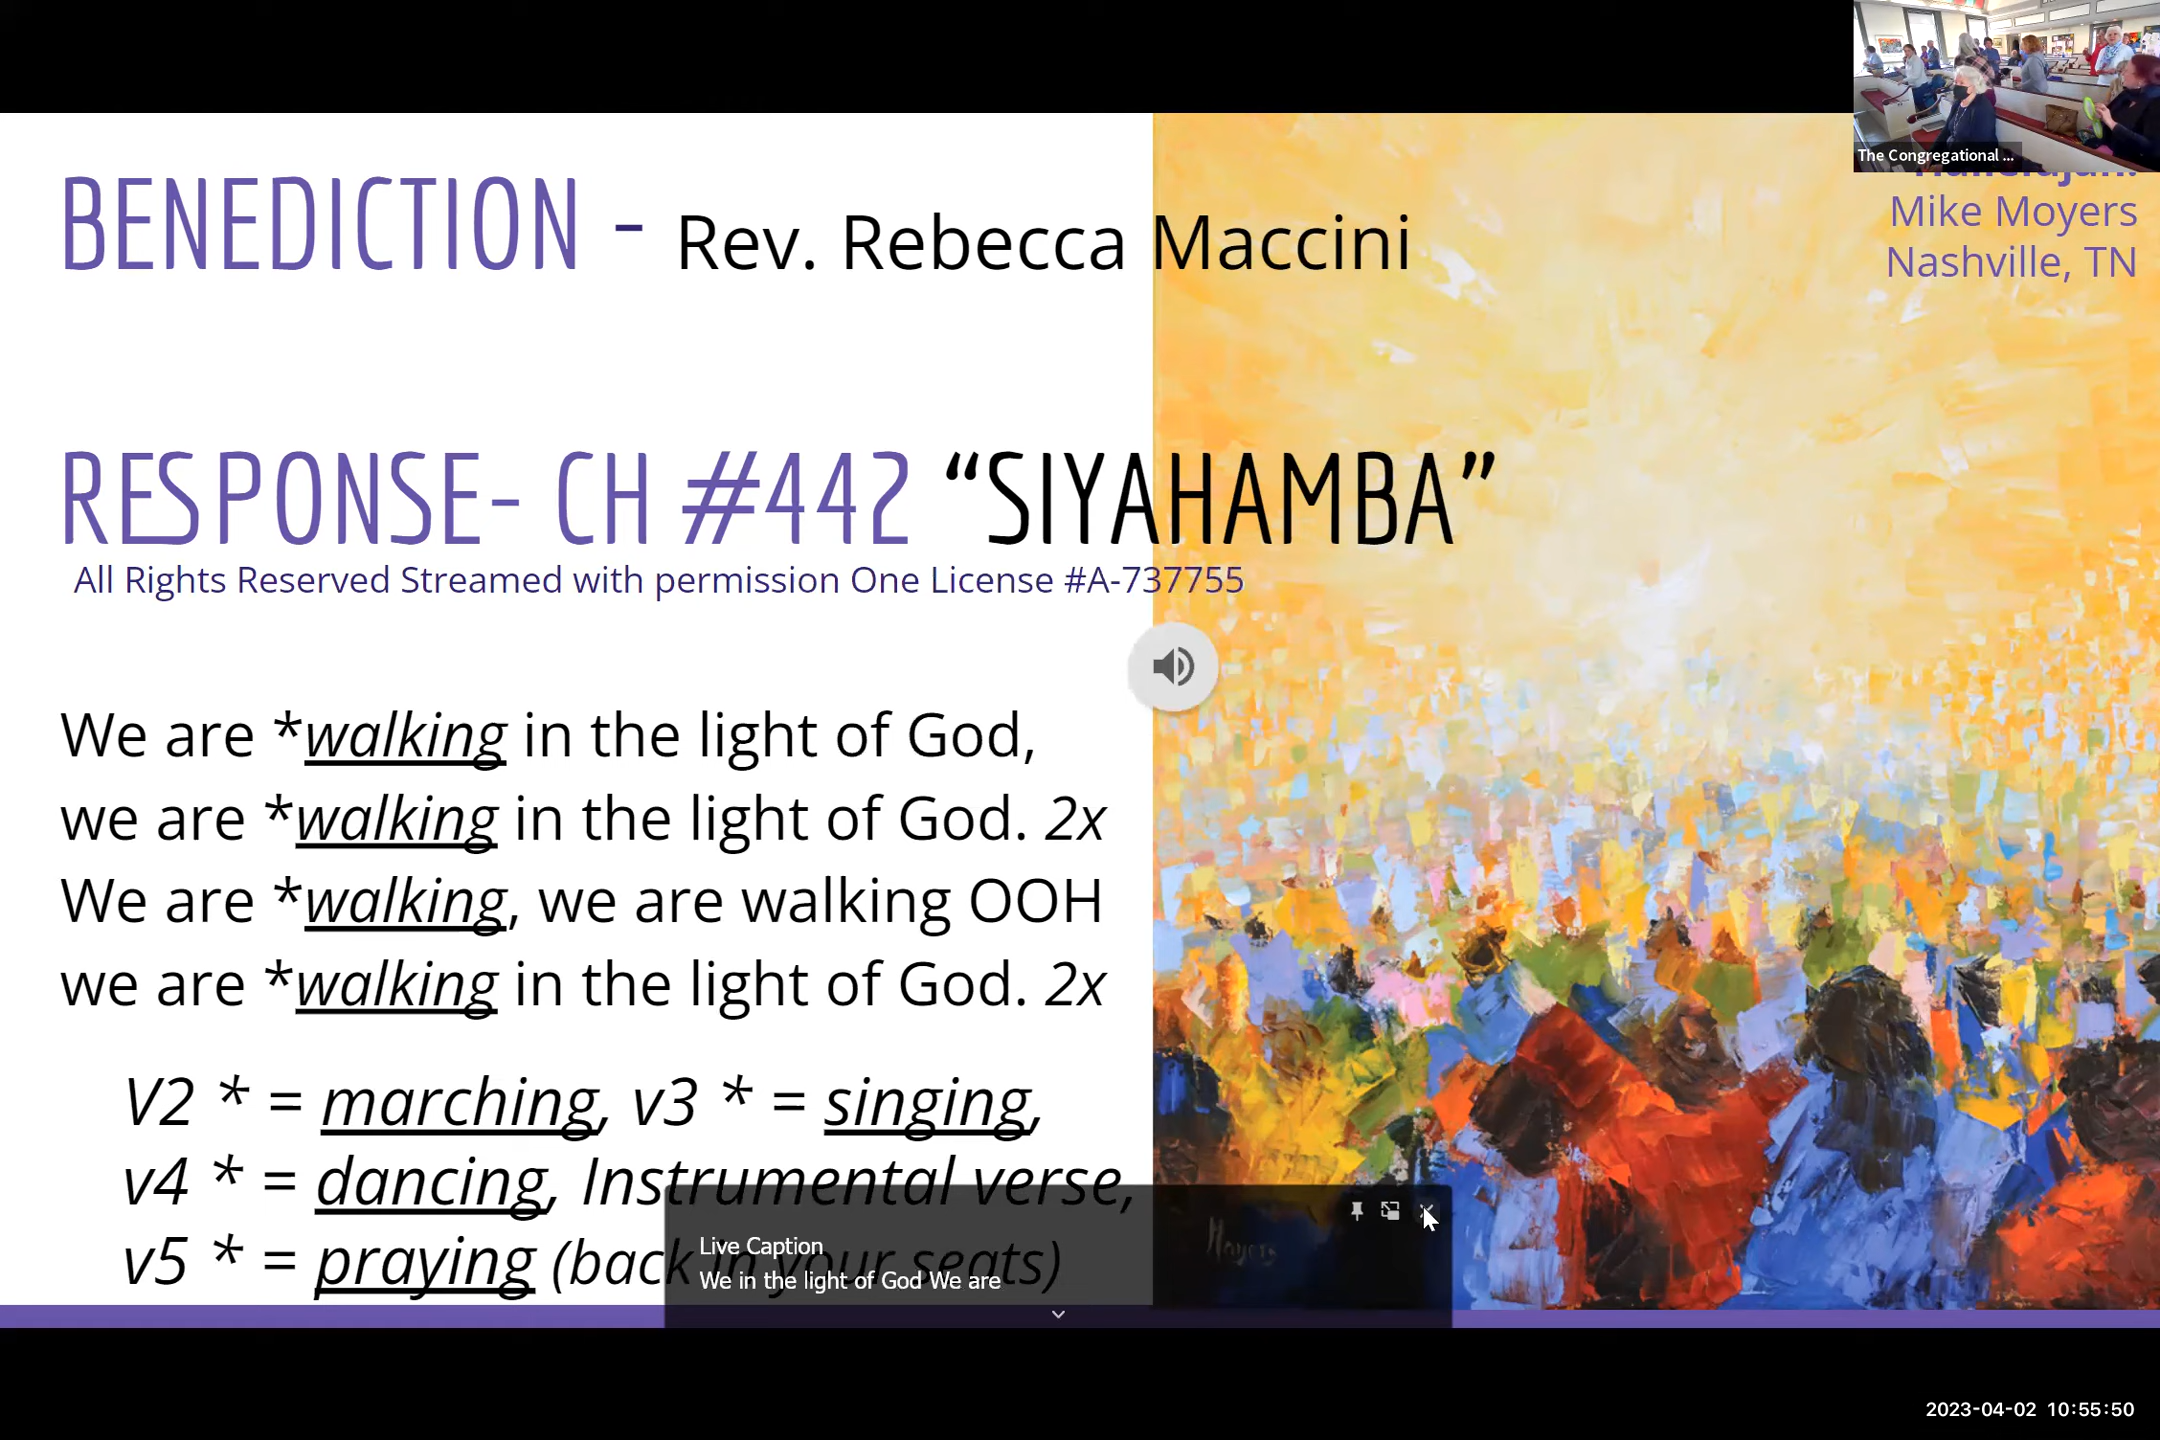 The Congregational ...
BENEDICTION - Rev. Rebecca Maccini
Mike Moyers
Nashville, TN
RESPONSE- CH #442 “SIYAHAMBA”
All Rights Reserved Streamed with permission One License #A-737755
We are *walking in the light of God,
we are *walking in the light of God. 2x
We are *walking, we are walking OOH
we are *walking in the light of God. 2x
V2 * = marching, v3 * = singing,
v4 * = dancing, Instrumental verse,
v5 * = praying (back in your seats)
Live Caption
We in the light of God We are
Moyers
2023-04-02 10:55:50